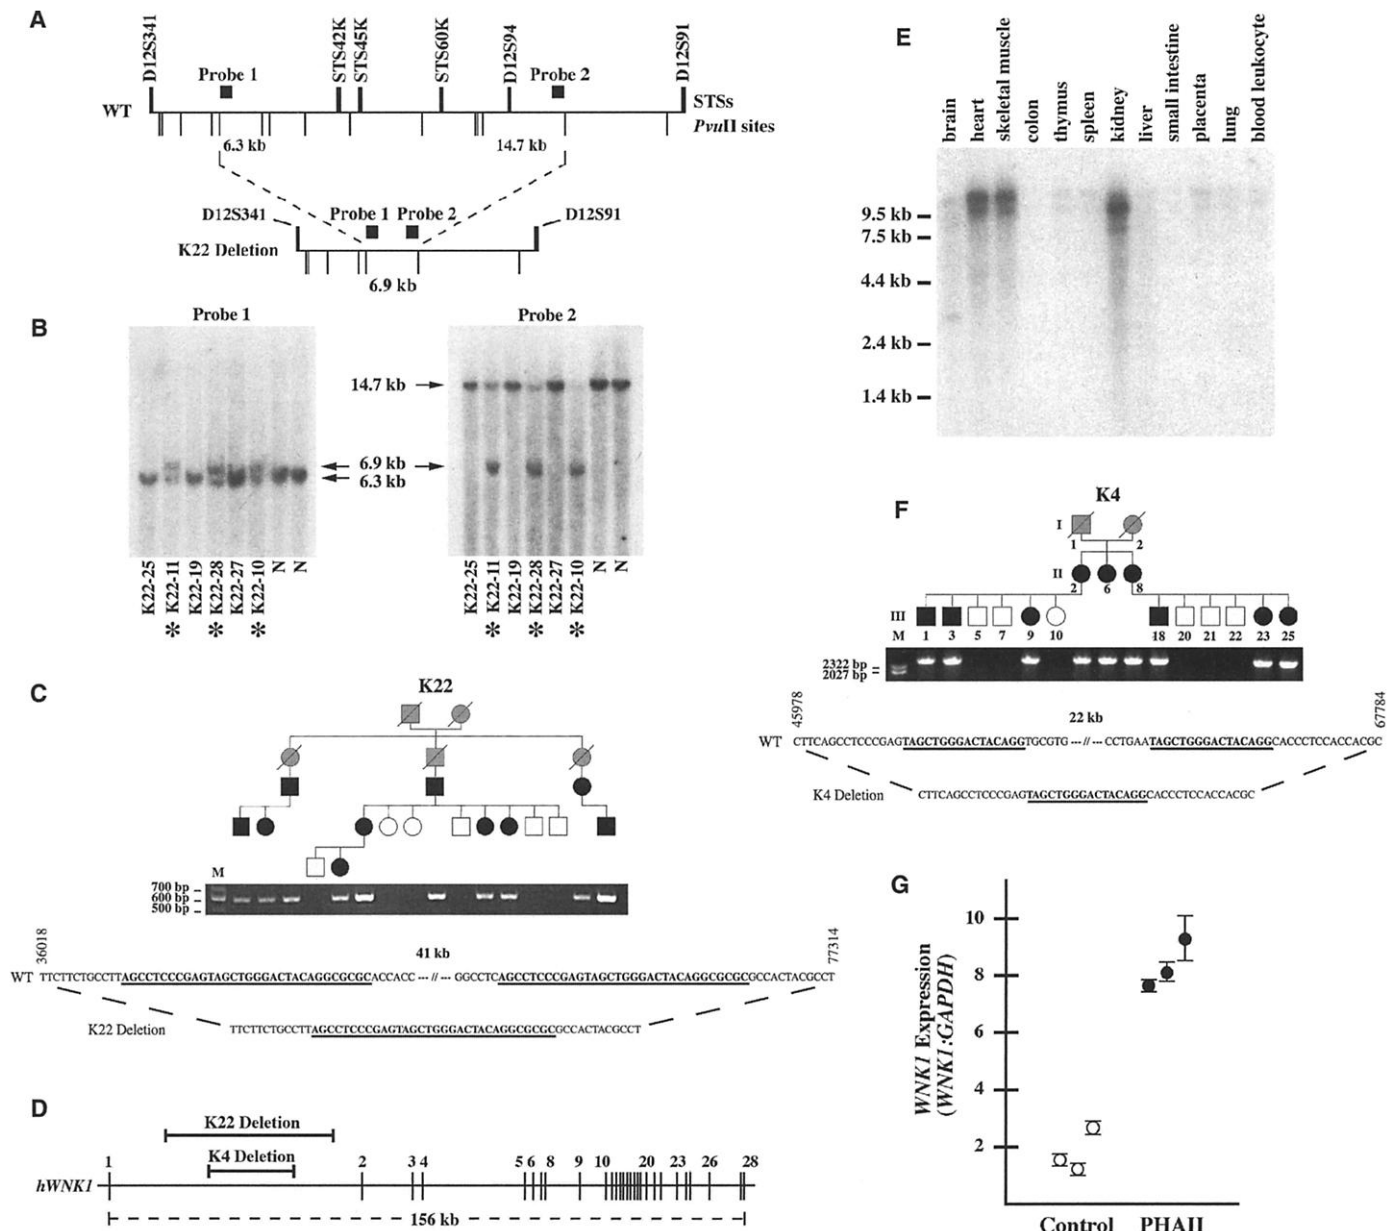 A
D12S341
STS42K
STS45K
STS60K
D12S94
D12S91
Probe 1
Probe 2
WT
STSs
PvuII sites
6.3 kb
14.7 kb
D12S341
Probe 1
Probe 2
D12S91
K22 Deletion
6.9 kb
B
Probe 1
Probe 2
14.7 kb
6.9 kb
6.3 kb
K22-25
K22-11
K22-19
K22-28
K22-27
K22-10
N
N
* * *
K22-25
K22-11
K22-19
K22-28
K22-27
K22-10
N
N
* * *
C
K22
M
700 bp
600 bp
500 bp
36018
41 kb
77314
WT TTCTTCTGCCTTAGCCTCCCGAGTAGCTGGGACTACAGGCGCGCACCACC --- // --- GGCCTCAGCCTCCCGAGTAGCTGGGACTACAGGCGCGCGCCACTACGCCT
K22 Deletion TTCTTCTGCCTTAGCCTCCCGAGTAGCTGGGACTACAGGCGCGCGCCACTACGCCT
D
K22 Deletion
K4 Deletion
1 2 3 4 5 6 8 9 10 20 23 26 28
hWNK1
156 kb
E
brain
heart
skeletal muscle
colon
thymus
spleen
kidney
liver
small intestine
placenta
lung
blood leukocyte
9.5 kb
7.5 kb
4.4 kb
2.4 kb
1.4 kb
F
K4
I
1 2
II
2 6 8
III
M 1 3 5 7 9 10 18 20 21 22 23 25
2322 bp
2027 bp
45978
22 kb
67784
WT CTTCAGCCTCCCGAGTAGCTGGGACTACAGGTGCGTG --- // --- CCTGAATAGCTGGGACTACAGGCACCCTCCACCACGC
K4 Deletion CTTCAGCCTCCCGAGTAGCTGGGACTACAGGCACCCTCCACCACGC
G
WNK1 Expression
(WNK1:GAPDH)
10
8
6
4
2
Control PHAII